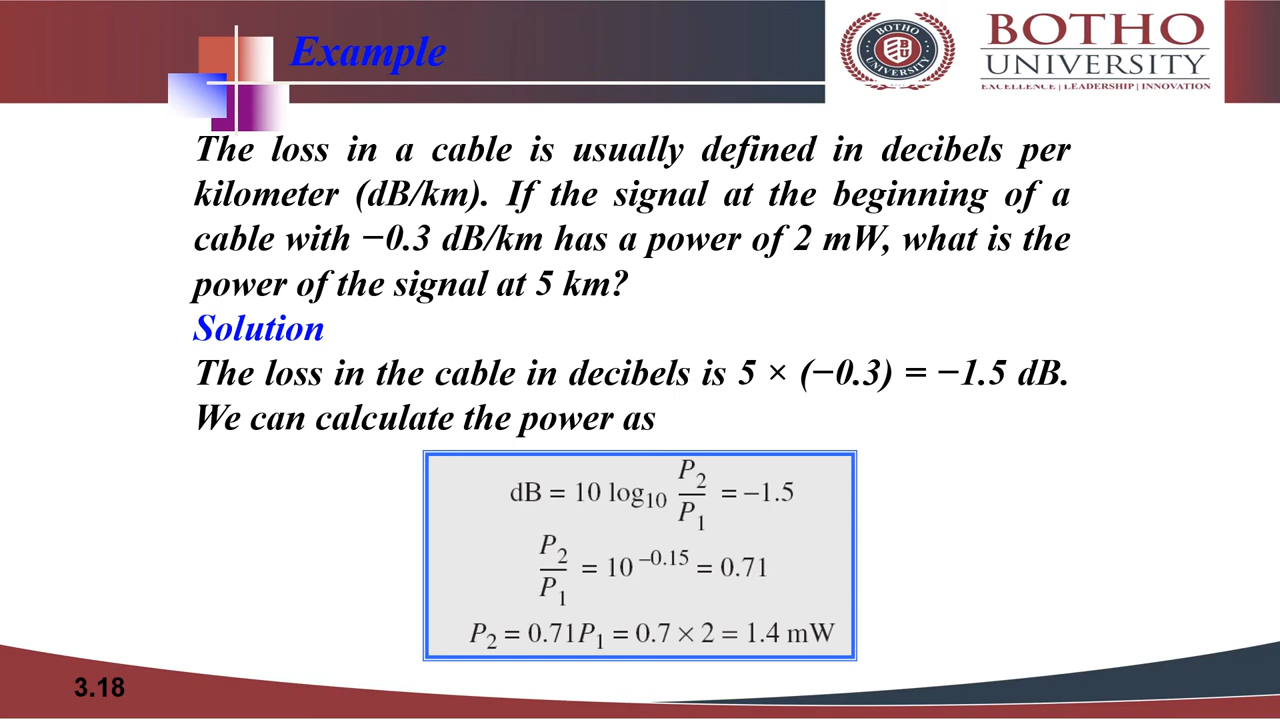 Example
BOTHO UNIVERSITY
BOTHO
UNIVERSITY
EXCELLENCE | LEADERSHIP | INNOVATION
The loss in a cable is usually defined in decibels per
kilometer (dB/km). If the signal at the beginning of a
cable with −0.3 dB/km has a power of 2 mW, what is the
power of the signal at 5 km?
Solution
The loss in the cable in decibels is 5 × (−0.3) = −1.5 dB.
We can calculate the power as
dB = 10 log₁₀ P₂/P₁ = –1.5
P₂/P₁ = 10^–0.15 = 0.71
P₂ = 0.71P₁ = 0.7 × 2 = 1.4 mW
3.18